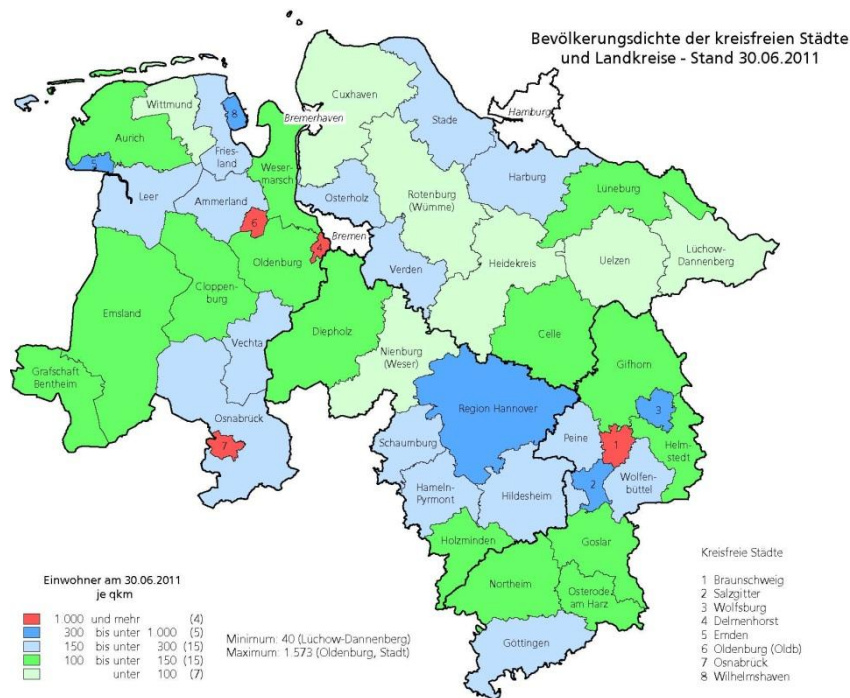 Bevölkerungsdichte der kreisfreien Städte
und Landkreise - Stand 30.06.2011
Cuxhaven
Hamburg
Wittmund
8
Bremerhaven
Stade
Aurich
Fries-
land
5
Weser-
marsch
Harburg
Lüneburg
Leer
Ammerland
Osterholz
Rotenburg
(Wümme)
6
Bremen
4
Lüchow-
Dannenberg
Oldenburg
Verden
Heidekreis
Uelzen
Cloppen-
burg
Emsland
Vechta
Diepholz
Celle
Nienburg
(Weser)
Gifhorn
Grafschaft
Bentheim
Osnabrück
Region Hannover
3
7
Schaumburg
Peine
1
Helm-
stedt
Hameln-
Pyrmont
Hildesheim
2
Wolfen-
büttel
Holzminden
Goslar
Northeim
Osterode
am Harz
Göttingen
Einwohner am 30.06.2011
je qkm
1 000 und mehr (4)
300 bis unter 1 000 (5)
150 bis unter 300 (15)
100 bis unter 150 (15)
unter 100 (7)
Minimum: 40 (Lüchow-Dannenberg)
Maximum: 1.573 (Oldenburg, Stadt)
Kreisfreie Städte
1 Braunschweig
2 Salzgitter
3 Wolfsburg
4 Delmenhorst
5 Emden
6 Oldenburg (Oldb)
7 Osnabrück
8 Wilhelmshaven